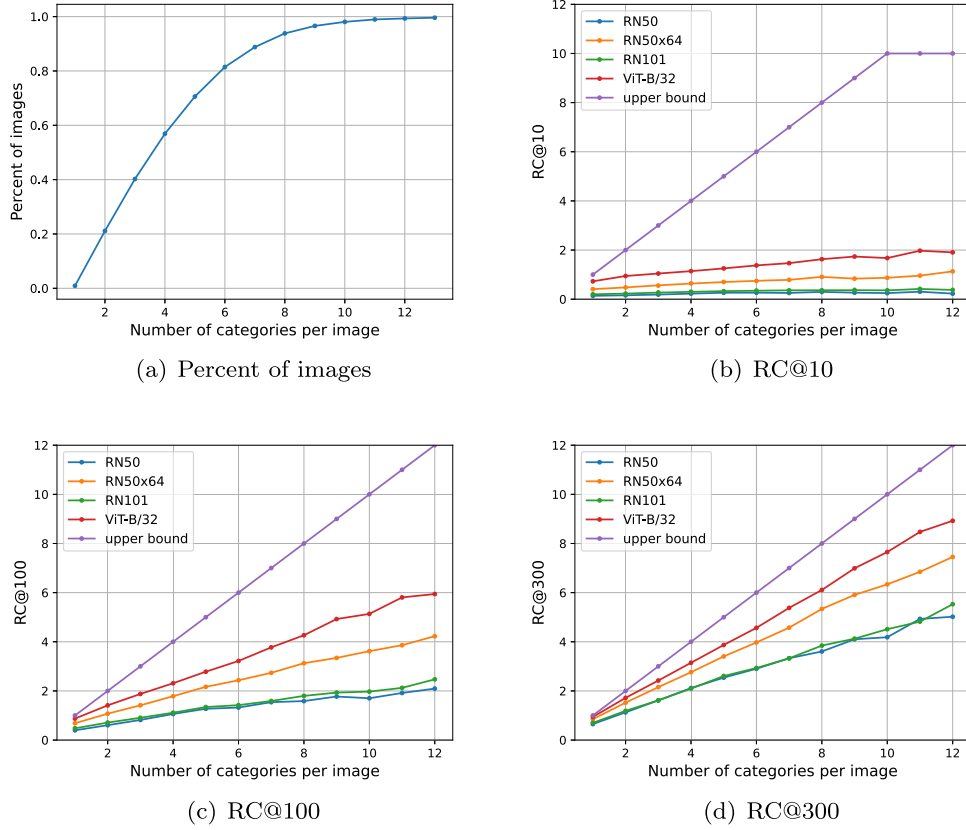 1.0
0.8
0.6
0.4
0.2
0.0
Percent of images
2 4 6 8 10 12
Number of categories per image
(a) Percent of images
12
10
8
6
4
2
0
RC@10
RN50
RN50x64
RN101
ViT-B/32
upper bound
2 4 6 8 10 12
Number of categories per image
(b) RC@10
12
10
8
6
4
2
0
RC@100
RN50
RN50x64
RN101
ViT-B/32
upper bound
2 4 6 8 10 12
Number of categories per image
(c) RC@100
12
10
8
6
4
2
0
RC@300
RN50
RN50x64
RN101
ViT-B/32
upper bound
2 4 6 8 10 12
Number of categories per image
(d) RC@300